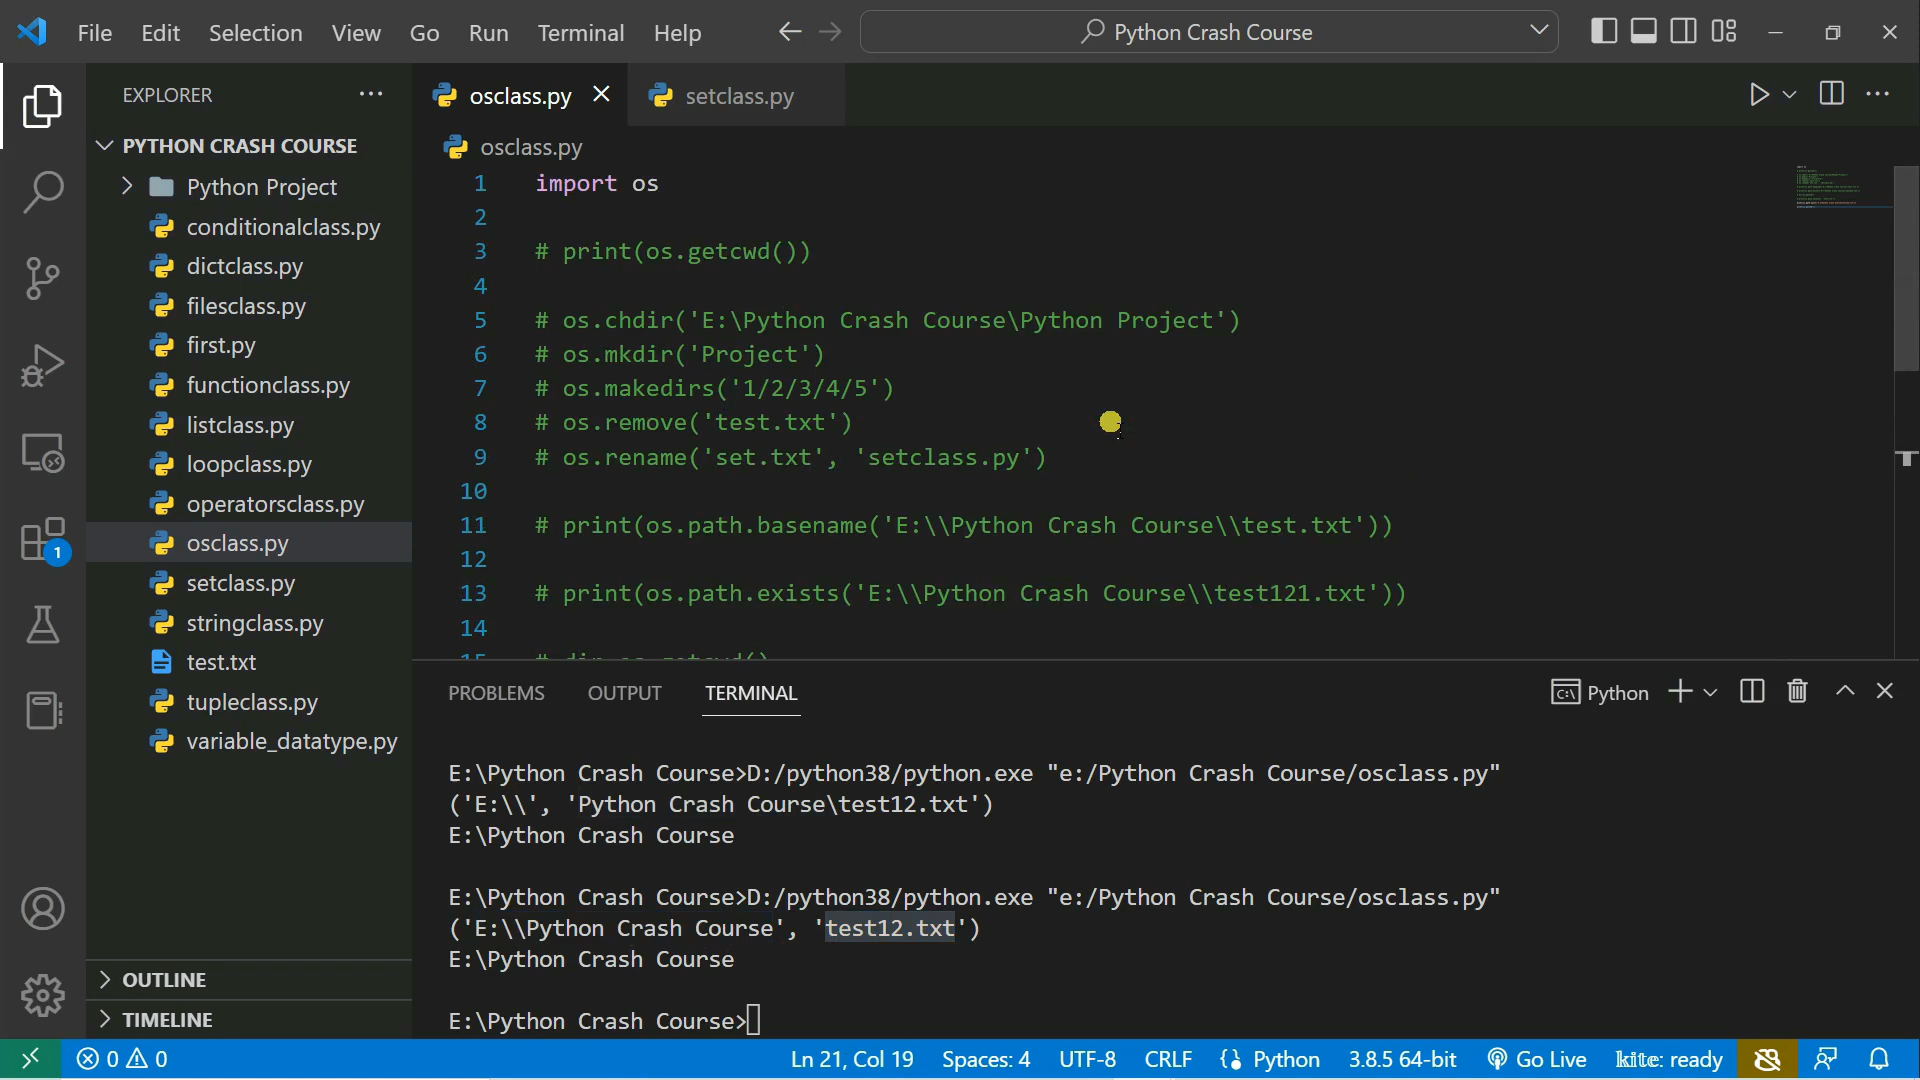 File Edit Selection View Go Run Terminal Help
Python Crash Course
EXPLORER
PYTHON CRASH COURSE
Python Project
conditionalclass.py
dictclass.py
filesclass.py
first.py
functionclass.py
listclass.py
loopclass.py
operatorsclass.py
osclass.py
setclass.py
stringclass.py
test.txt
tupleclass.py
variable_datatype.py
OUTLINE
TIMELINE
1
osclass.py
setclass.py
osclass.py
1 import os
2
3 # print(os.getcwd())
4
5 # os.chdir('E:\Python Crash Course\Python Project')
6 # os.mkdir('Project')
7 # os.makedirs('1/2/3/4/5')
8 # os.remove('test.txt')
9 # os.rename('set.txt', 'setclass.py')
10
11 # print(os.path.basename('E:\\Python Crash Course\\test.txt'))
12
13 # print(os.path.exists('E:\\Python Crash Course\\test121.txt'))
14
PROBLEMS OUTPUT TERMINAL
Python
E:\Python Crash Course>D:/python38/python.exe "e:/Python Crash Course/osclass.py"
('E:\\', 'Python Crash Course\test12.txt')
E:\Python Crash Course
E:\Python Crash Course>D:/python38/python.exe "e:/Python Crash Course/osclass.py"
('E:\\Python Crash Course', 'test12.txt')
E:\Python Crash Course
E:\Python Crash Course>
0 0
Ln 21, Col 19 Spaces: 4 UTF-8 CRLF Python 3.8.5 64-bit Go Live kite: ready